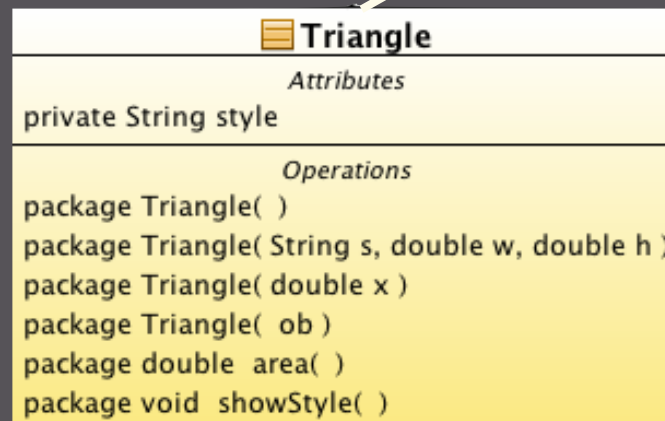 Triangle
Attributes
private String style
Operations
package Triangle( )
package Triangle( String s, double w, double h )
package Triangle( double x )
package Triangle(  ob )
package double  area( )
package void  showStyle( )